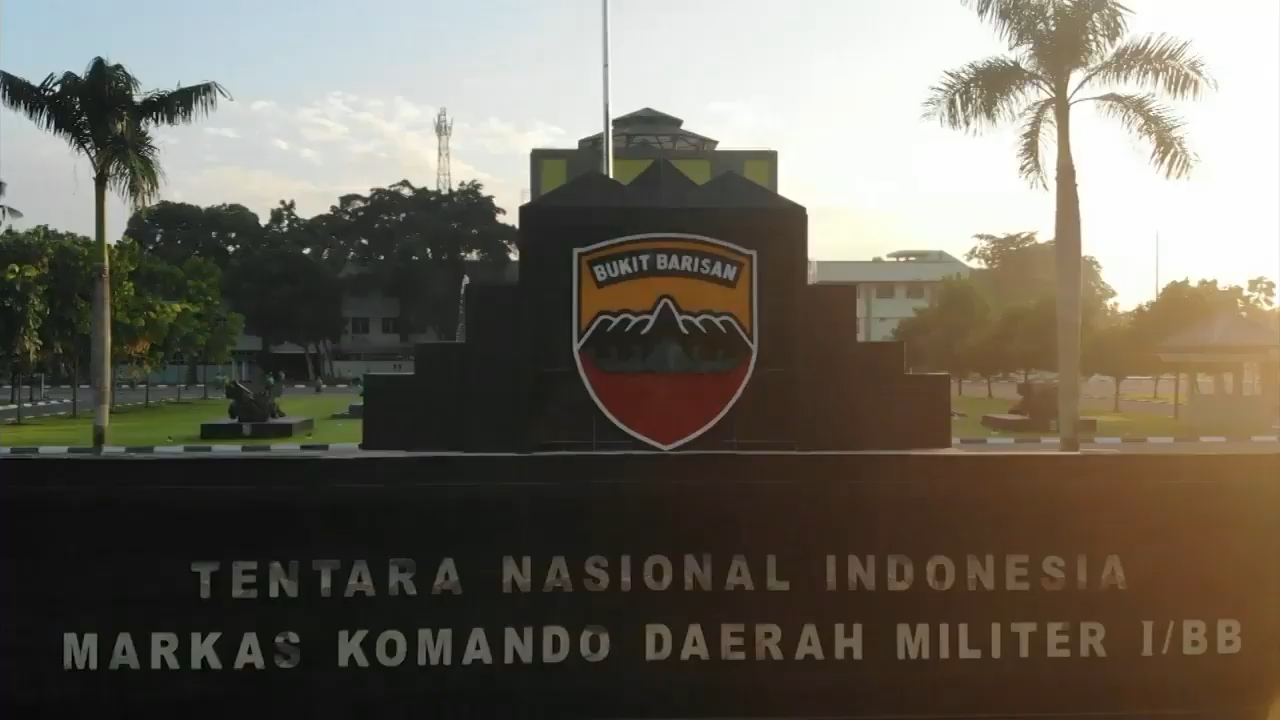 BUKIT BARISAN
TENTARA NASIONAL INDONESIA
MARKAS KOMANDO DAERAH MILITER I/BB